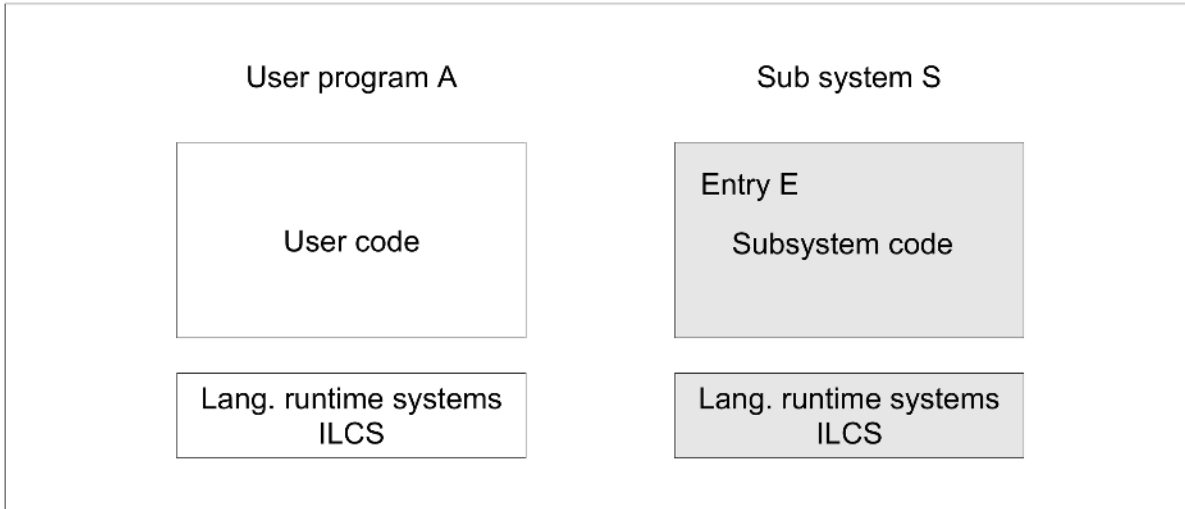 User program A
Sub system S
User code
Entry E
Subsystem code
Lang. runtime systems
ILCS
Lang. runtime systems
ILCS